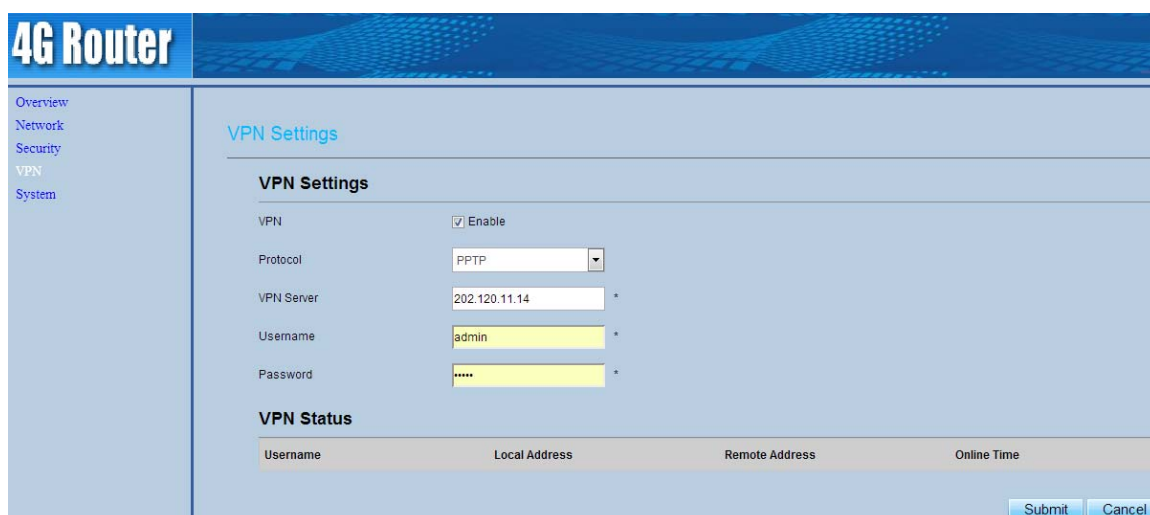 4G Router
Overview
Network
Security
VPN
System
VPN Settings
VPN Settings
VPN Enable
Protocol PPTP
VPN Server 202.120.11.14 *
Username admin *
Password ••••• *
VPN Status
Username Local Address Remote Address Online Time
Submit Cancel